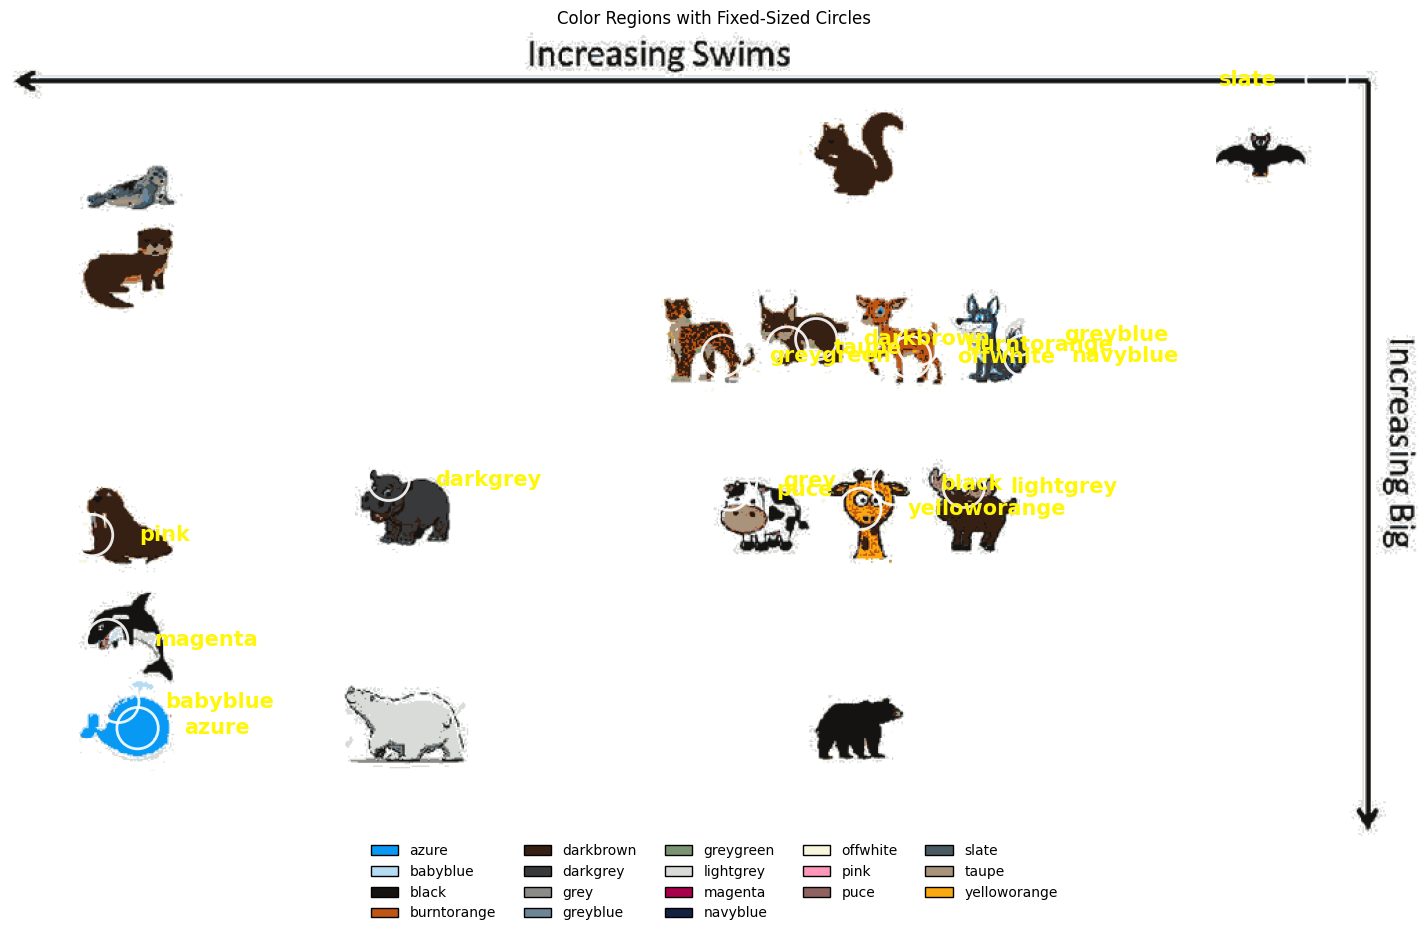 Color Regions with Fixed-Sized Circles
Increasing Swims
slate
greyblue
darkbrown
burntorange
taupe
greygreen
offwhite
navyblue
Increasing Big
darkgrey
grey
puce
black
lightgrey
yelloworange
pink
magenta
babyblue
azure
azure darkbrown greygreen offwhite slate
babyblue darkgrey lightgrey pink taupe
black grey magenta puce yelloworange
burntorange greyblue navyblue